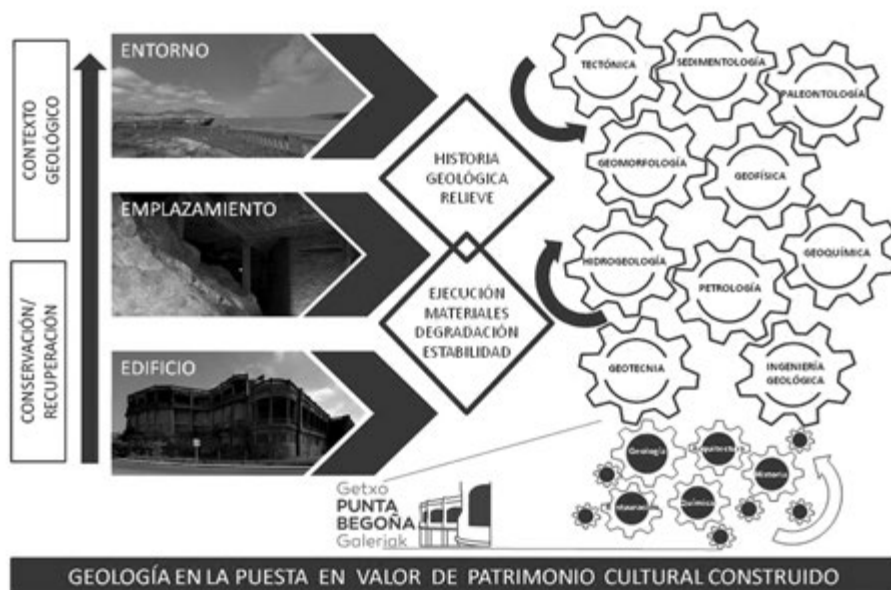 CONTEXTO
GEOLÓGICO
CONSERVACIÓN/
RECUPERACIÓN
ENTORNO
EMPLAZAMIENTO
EDIFICIO
HISTORIA
GEOLÓGICA
RELIEVE
EJECUCIÓN
MATERIALES
DEGRADACIÓN
ESTABILIDAD
TECTÓNICA
SEDIMENTOLOGÍA
PALEONTOLOGÍA
GEOMORFOLOGÍA
GEOFÍSICA
HIDROGEOLOGÍA
PETROLOGÍA
GEOQUÍMICA
GEOTECNIA
INGENIERÍA
GEOLÓGICA
Geología
Historia
Química
Getxo
PUNTA
BEGOÑA
Galeriak
GEOLOGÍA EN LA PUESTA EN VALOR DE PATRIMONIO CULTURAL CONSTRUIDO